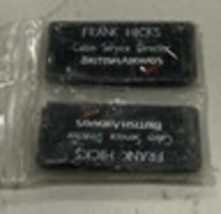 FRANK HICKS
Cabin Service Director
BRITISH AIRWAYS
BRITISH AIRWAYS
Cabin Service Director
FRANK HICKS